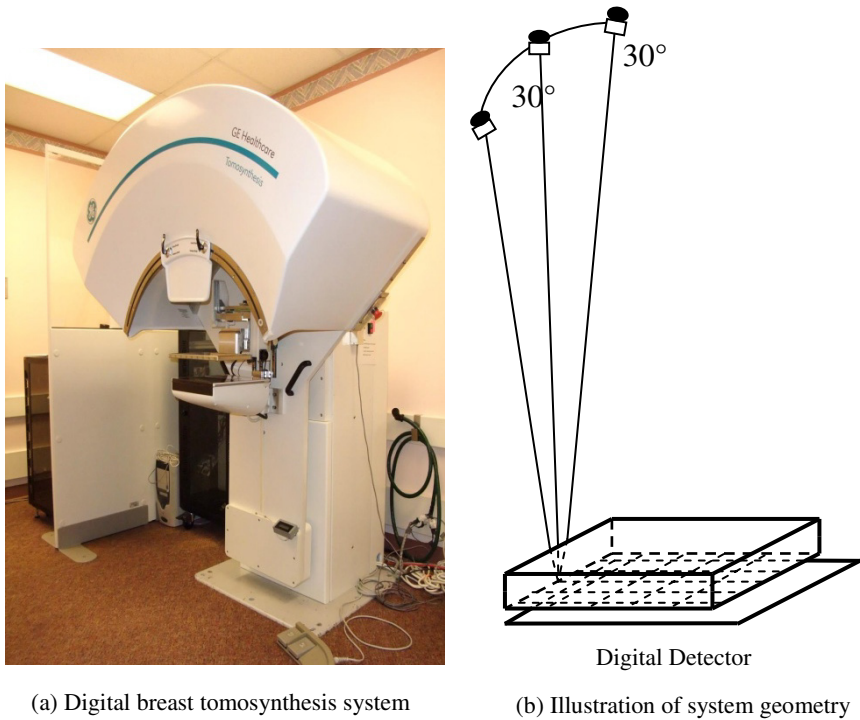 GE Healthcare
Tomosynthesis
(a) Digital breast tomosynthesis system
30°
30°
Digital Detector
(b) Illustration of system geometry